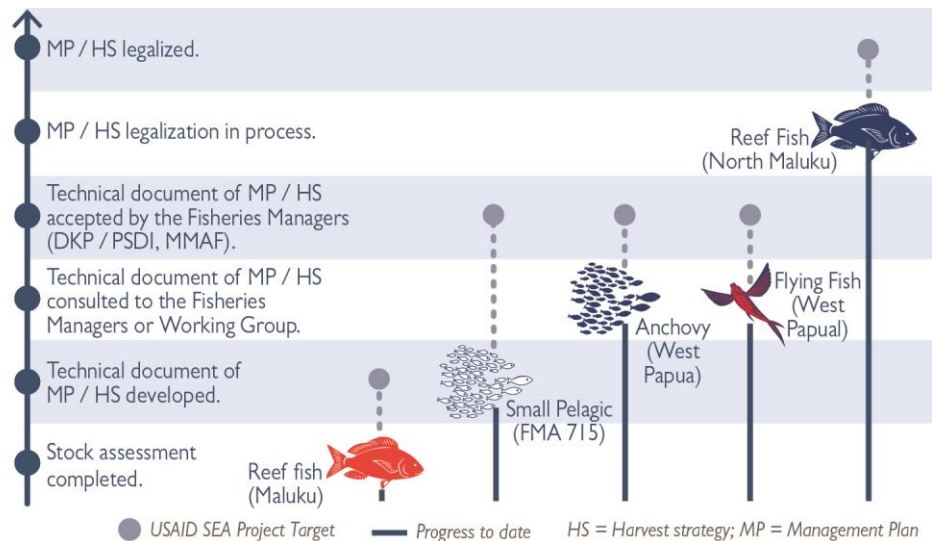 MP / HS legalized.
MP / HS legalization in process.
Technical document of MP / HS
accepted by the Fisheries Managers
(DKP / PSDI, MMAF).
Technical document of MP / HS
consulted to the Fisheries
Managers or Working Group.
Technical document of
MP / HS developed.
Stock assessment
completed.
Reef fish
(Maluku)
Small Pelagic
(FMA 715)
Anchovy
(West
Papua)
Flying Fish
(West
Papual)
Reef Fish
(North Maluku)
USAID SEA Project Target
Progress to date
HS = Harvest strategy; MP = Management Plan